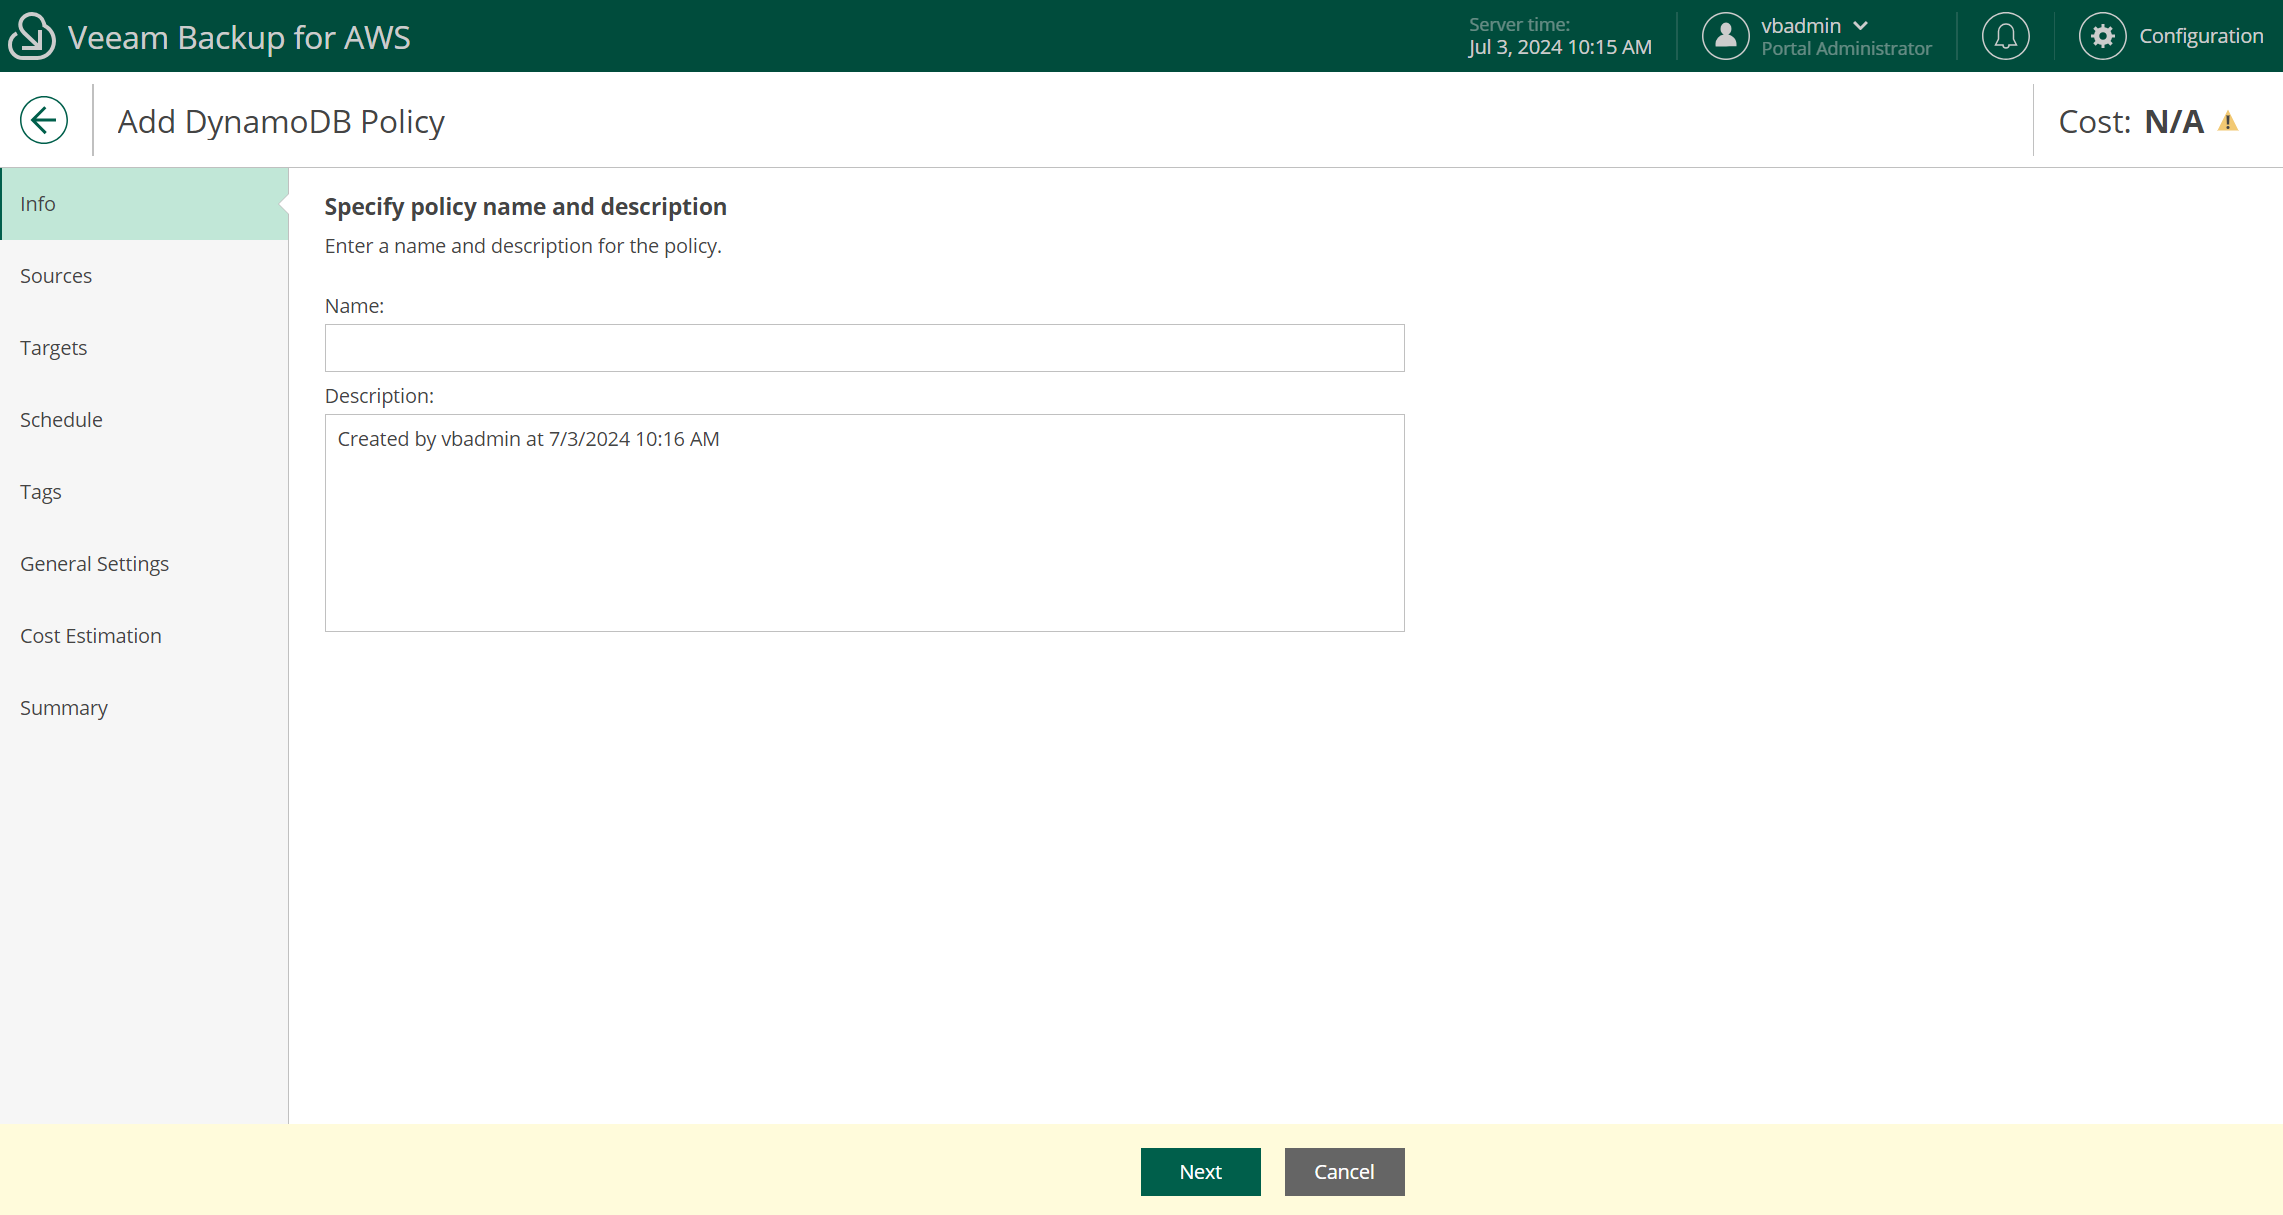 Veeam Backup for AWS
Server time:
Jul 3, 2024 10:15 AM
vbadmin
Portal Administrator
Configuration
Add DynamoDB Policy
Cost: N/A
Info
Sources
Targets
Schedule
Tags
General Settings
Cost Estimation
Summary
Specify policy name and description
Enter a name and description for the policy.
Name:
Description:
Created by vbadmin at 7/3/2024 10:16 AM
Next
Cancel